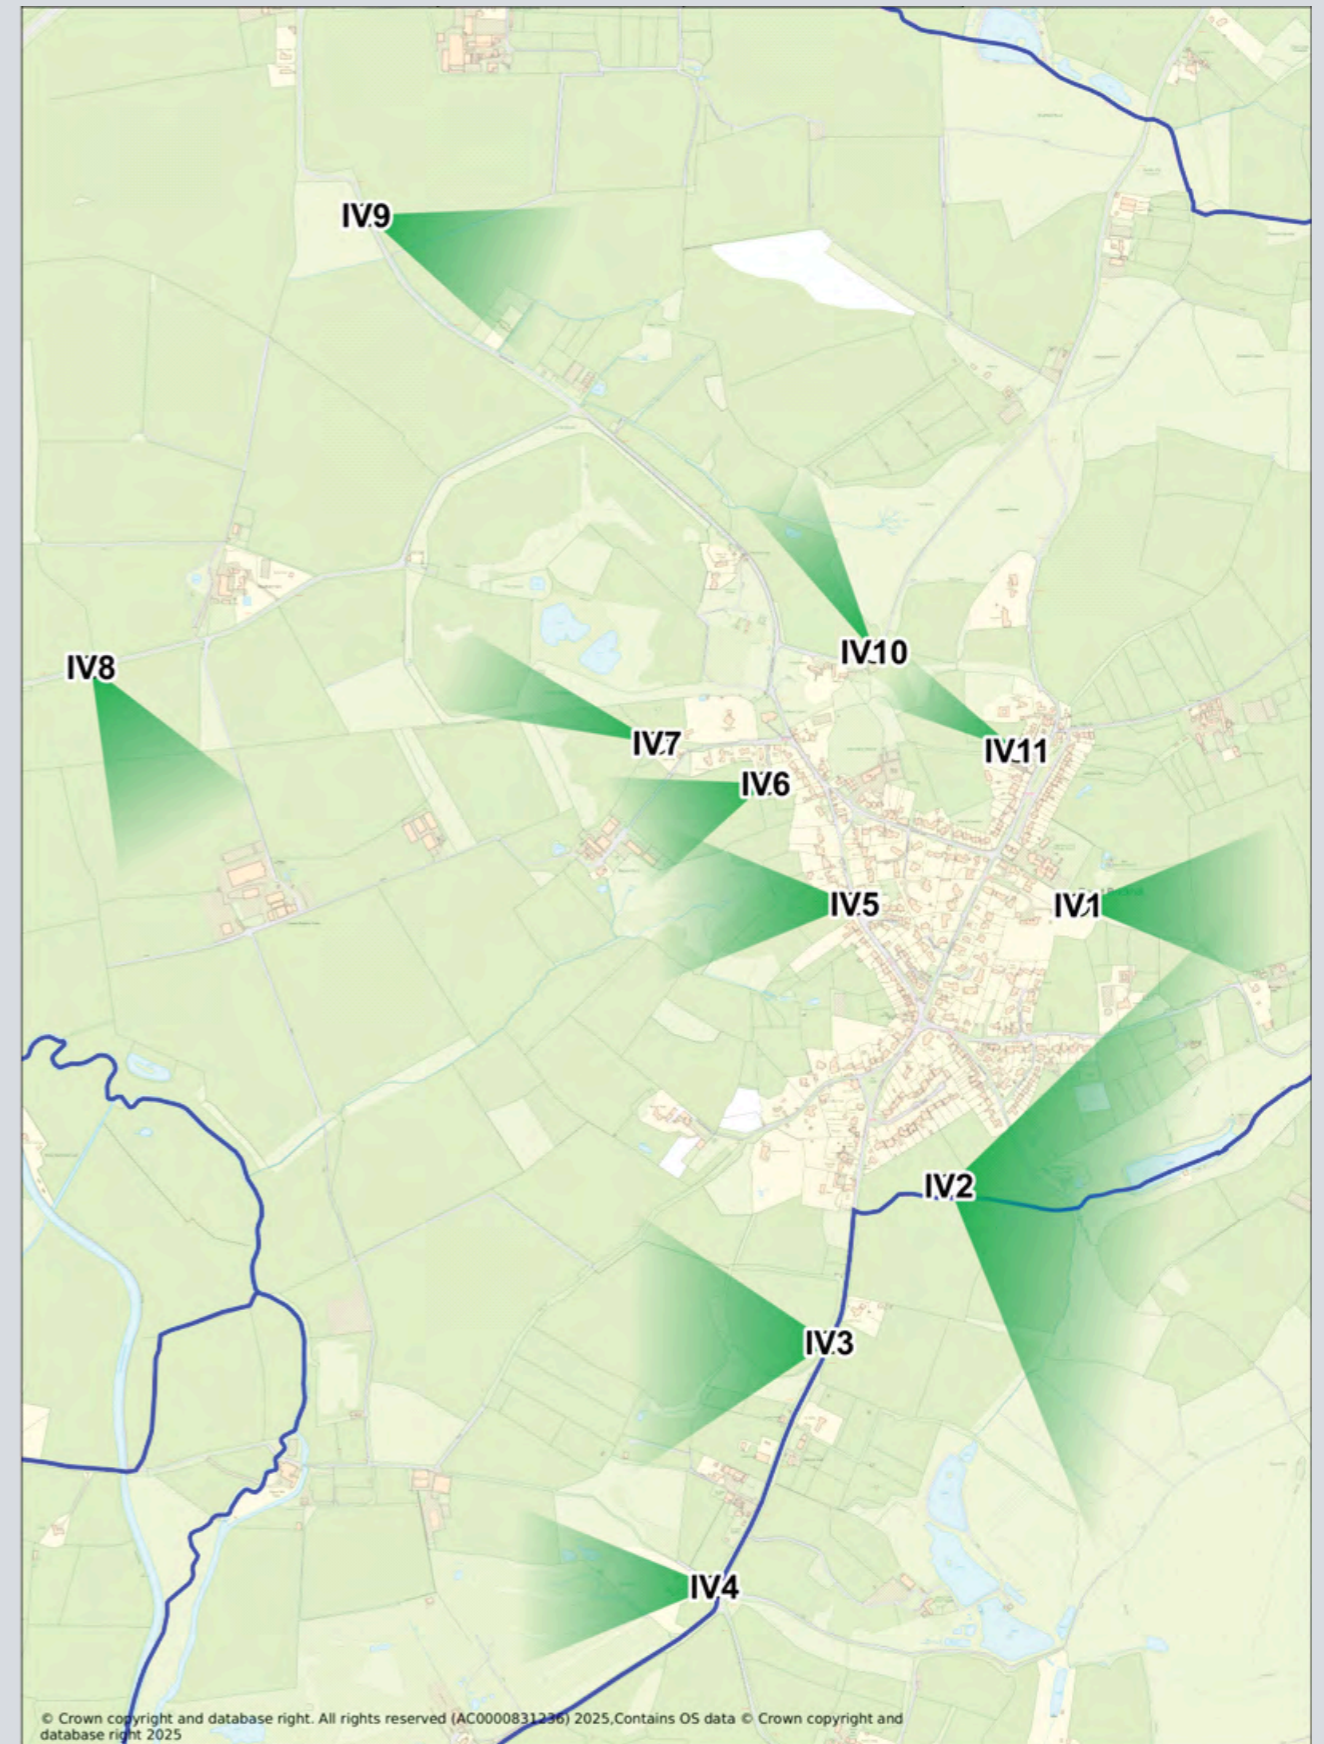 IV9
IV10
IV8
IV7
IV11
IV6
IV5
IV1
IV2
IV3
IV4
© Crown copyright and database right. All rights reserved (AC0000831236) 2025,Contains OS data © Crown copyright and
database right 2025